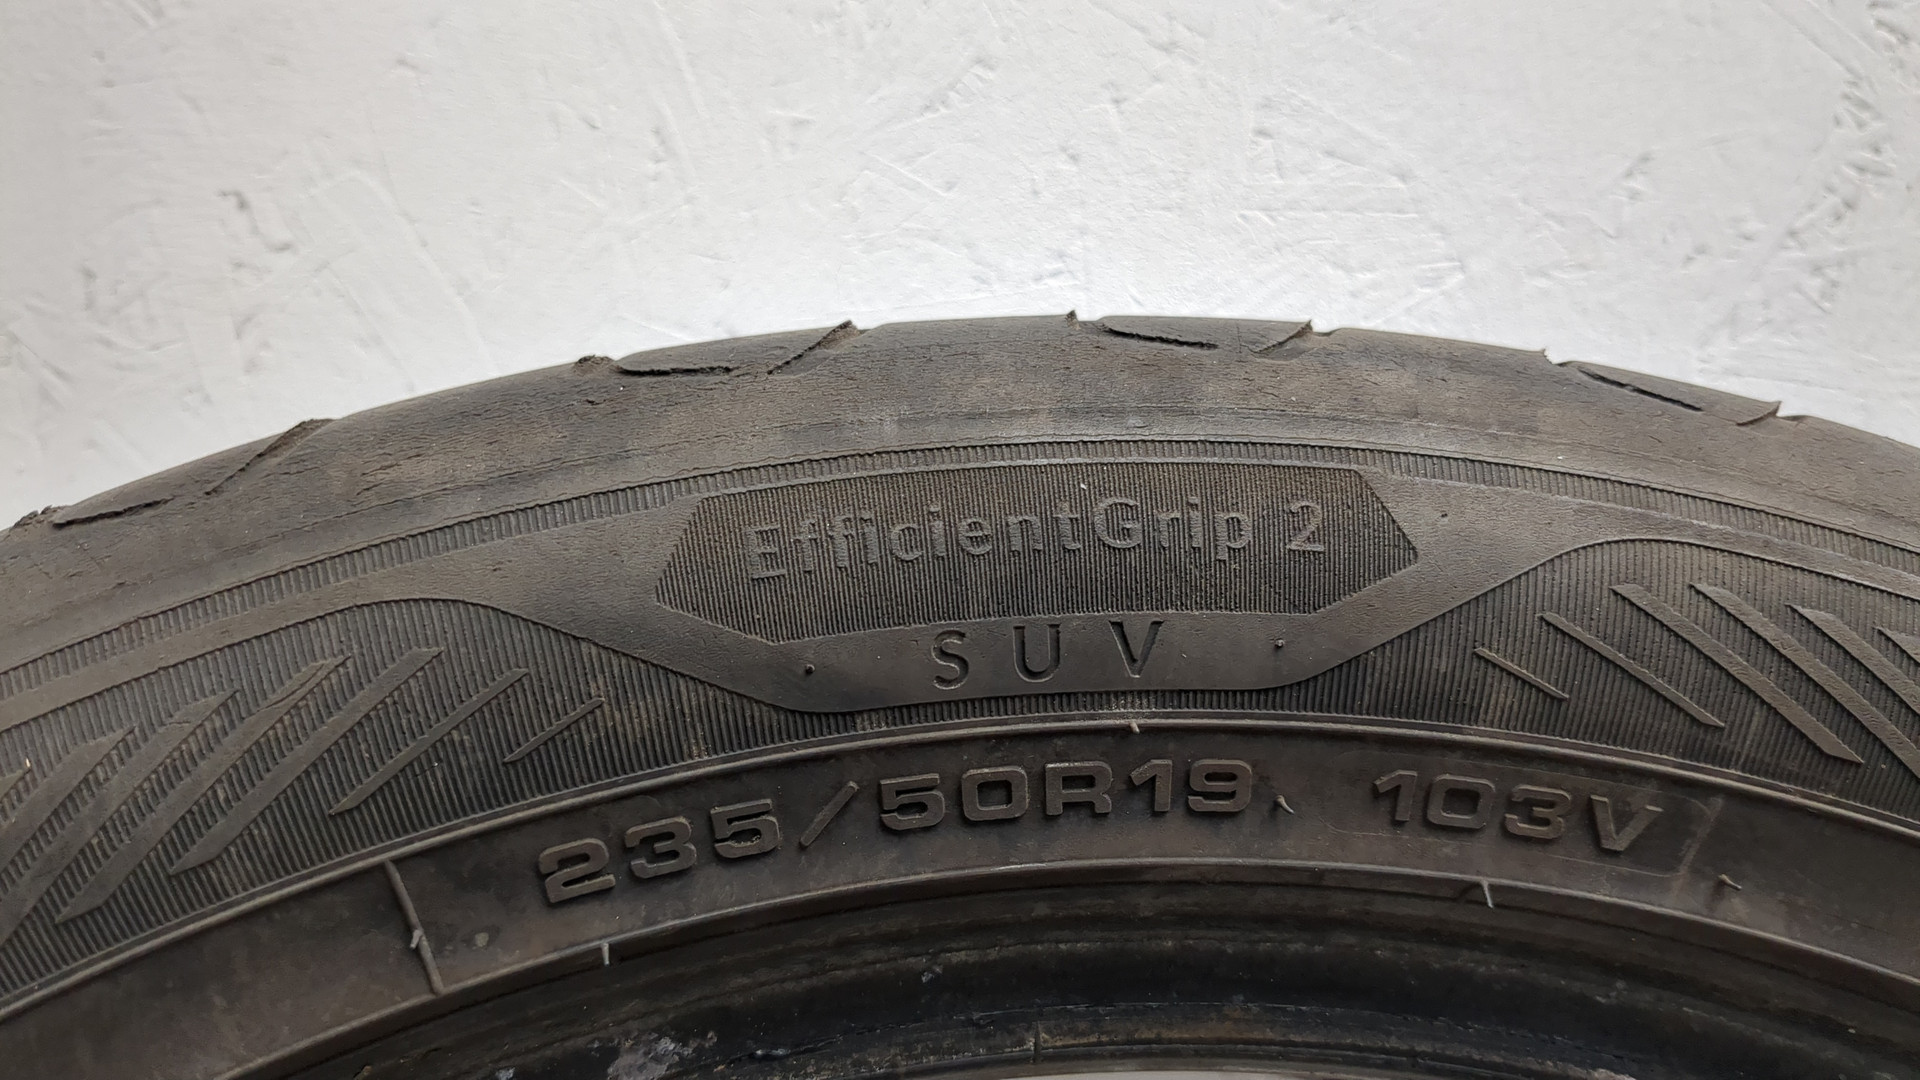 EfficientGrip 2
SUV
235/50R19 103V